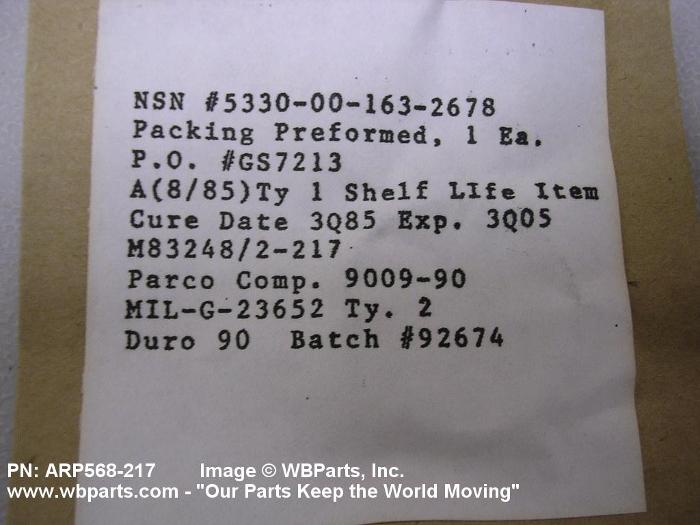 NSN #5330-00-163-2678
Packing Preformed, 1 Ea.
P.O. #GS7213
A(8/85)Ty 1 Shelf LIfe Item
Cure Date 3Q85 Exp. 3Q05
M83248/2-217
Parco Comp. 9009-90
MIL-G-23652 Ty. 2
Duro 90 Batch #92674
PN: ARP568-217 Image © WBParts, Inc.
www.wbparts.com - "Our Parts Keep the World Moving"